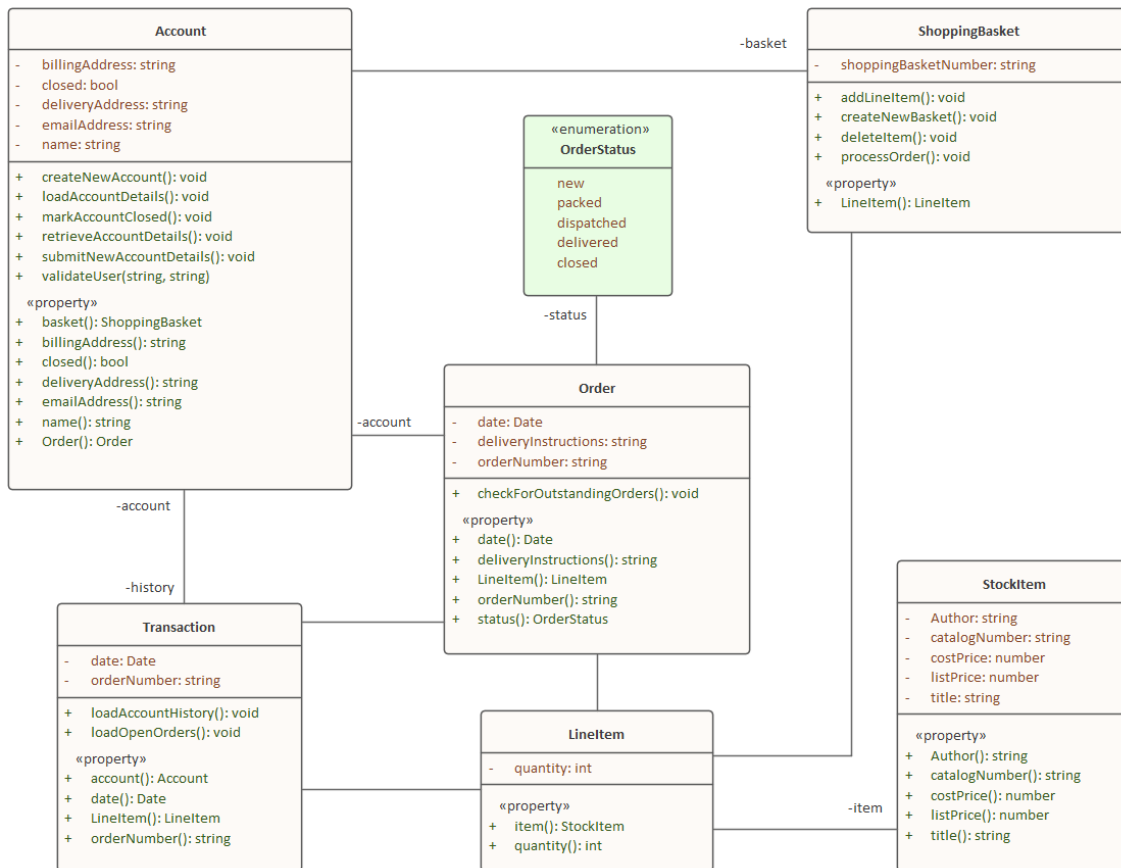 Account
- billingAddress: string
- closed: bool
- deliveryAddress: string
- emailAddress: string
- name: string
+ createNewAccount(): void
+ loadAccountDetails(): void
+ markAccountClosed(): void
+ retrieveAccountDetails(): void
+ submitNewAccountDetails(): void
+ validateUser(string, string)
«property»
+ basket(): ShoppingBasket
+ billingAddress(): string
+ closed(): bool
+ deliveryAddress(): string
+ emailAddress(): string
+ name(): string
+ Order(): Order
-basket
ShoppingBasket
- shoppingBasketNumber: string
+ addLineItem(): void
+ createNewBasket(): void
+ deleteItem(): void
+ processOrder(): void
«property»
+ LineItem(): LineItem
«enumeration»
OrderStatus
new
packed
dispatched
delivered
closed
-status
-account
Order
- date: Date
- deliveryInstructions: string
- orderNumber: string
+ checkForOutstandingOrders(): void
«property»
+ date(): Date
+ deliveryInstructions(): string
+ LineItem(): LineItem
+ orderNumber(): string
+ status(): OrderStatus
-account
-history
Transaction
- date: Date
- orderNumber: string
+ loadAccountHistory(): void
+ loadOpenOrders(): void
«property»
+ account(): Account
+ date(): Date
+ LineItem(): LineItem
+ orderNumber(): string
LineItem
- quantity: int
«property»
+ item(): StockItem
+ quantity(): int
-item
StockItem
- Author: string
- catalogNumber: string
- costPrice: number
- listPrice: number
- title: string
«property»
+ Author(): string
+ catalogNumber(): string
+ costPrice(): number
+ listPrice(): number
+ title(): string